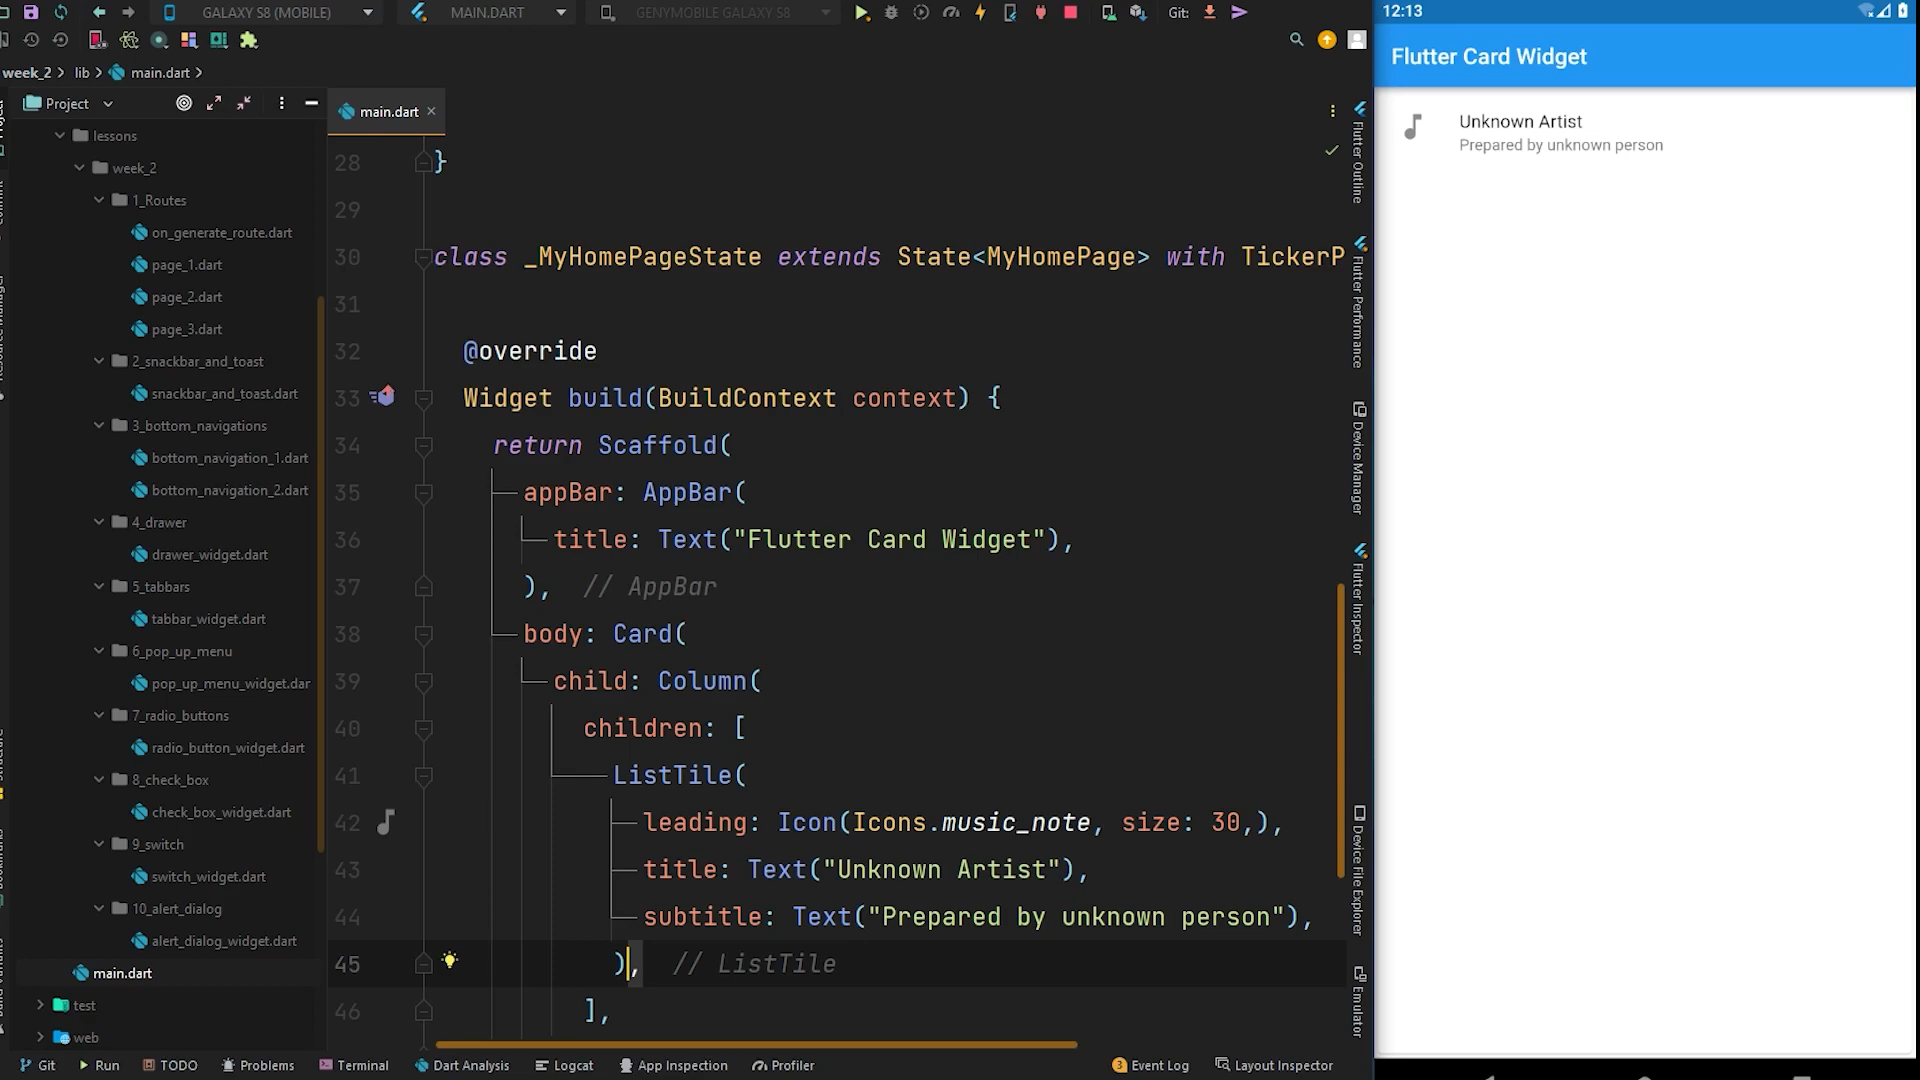 GALAXY S8 (MOBILE)
MAIN.DART
GENYMOBILE GALAXY S8
Git:
week_2
lib
main.dart
Project
main.dart
lessons
week_2
1_Routes
on_generate_route.dart
page_1.dart
page_2.dart
page_3.dart
2_snackbar_and_toast
snackbar_and_toast.dart
3_bottom_navigations
bottom_navigation_1.dart
bottom_navigation_2.dart
4_drawer
drawer_widget.dart
5_tabbars
tabbar_widget.dart
6_pop_up_menu
pop_up_menu_widget.dar
7_radio_buttons
radio_button_widget.dart
8_check_box
check_box_widget.dart
9_switch
switch_widget.dart
10_alert_dialog
alert_dialog_widget.dart
main.dart
test
web
28 }
29
30 class _MyHomePageState extends State<MyHomePage> with TickerP
31
32 @override
33 Widget build(BuildContext context) {
34 return Scaffold(
35 appBar: AppBar(
36 title: Text("Flutter Card Widget"),
37 ), // AppBar
38 body: Card(
39 child: Column(
40 children: [
41 ListTile(
42 leading: Icon(Icons.music_note, size: 30,),
43 title: Text("Unknown Artist"),
44 subtitle: Text("Prepared by unknown person"),
45 ), // ListTile
46 ],
Flutter Outline
Flutter Performance
Device Manager
Flutter Inspector
Device File Explorer
Emulator
Git
Run
TODO
Problems
Terminal
Dart Analysis
Logcat
App Inspection
Profiler
3 Event Log
Layout Inspector
12:13
Flutter Card Widget
Unknown Artist
Prepared by unknown person